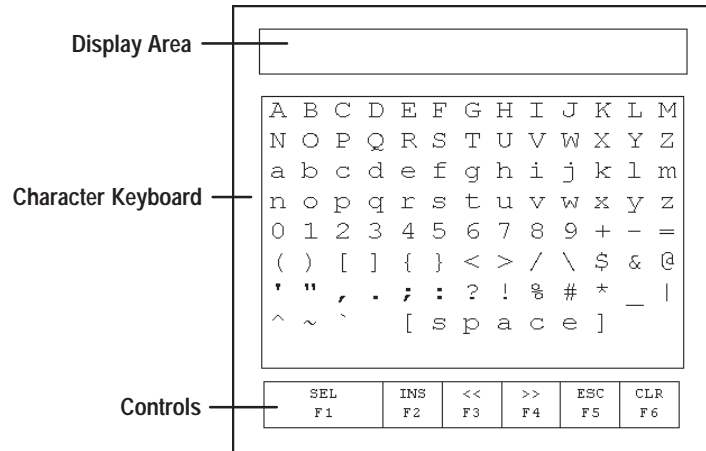 Display Area
A B C D E F G H I J K L M
N O P Q R S T U V W X Y Z
a b c d e f g h i j k l m
Character Keyboard
n o p q r s t u v w x y z
0 1 2 3 4 5 6 7 8 9 + - =
( ) [ ] { } < > / \ $ & @
' " , . ; : ? ! % # * _ |
^ ~ ` [ s p a c e ]
Controls
SEL INS << >> ESC CLR
F1 F2 F3 F4 F5 F6